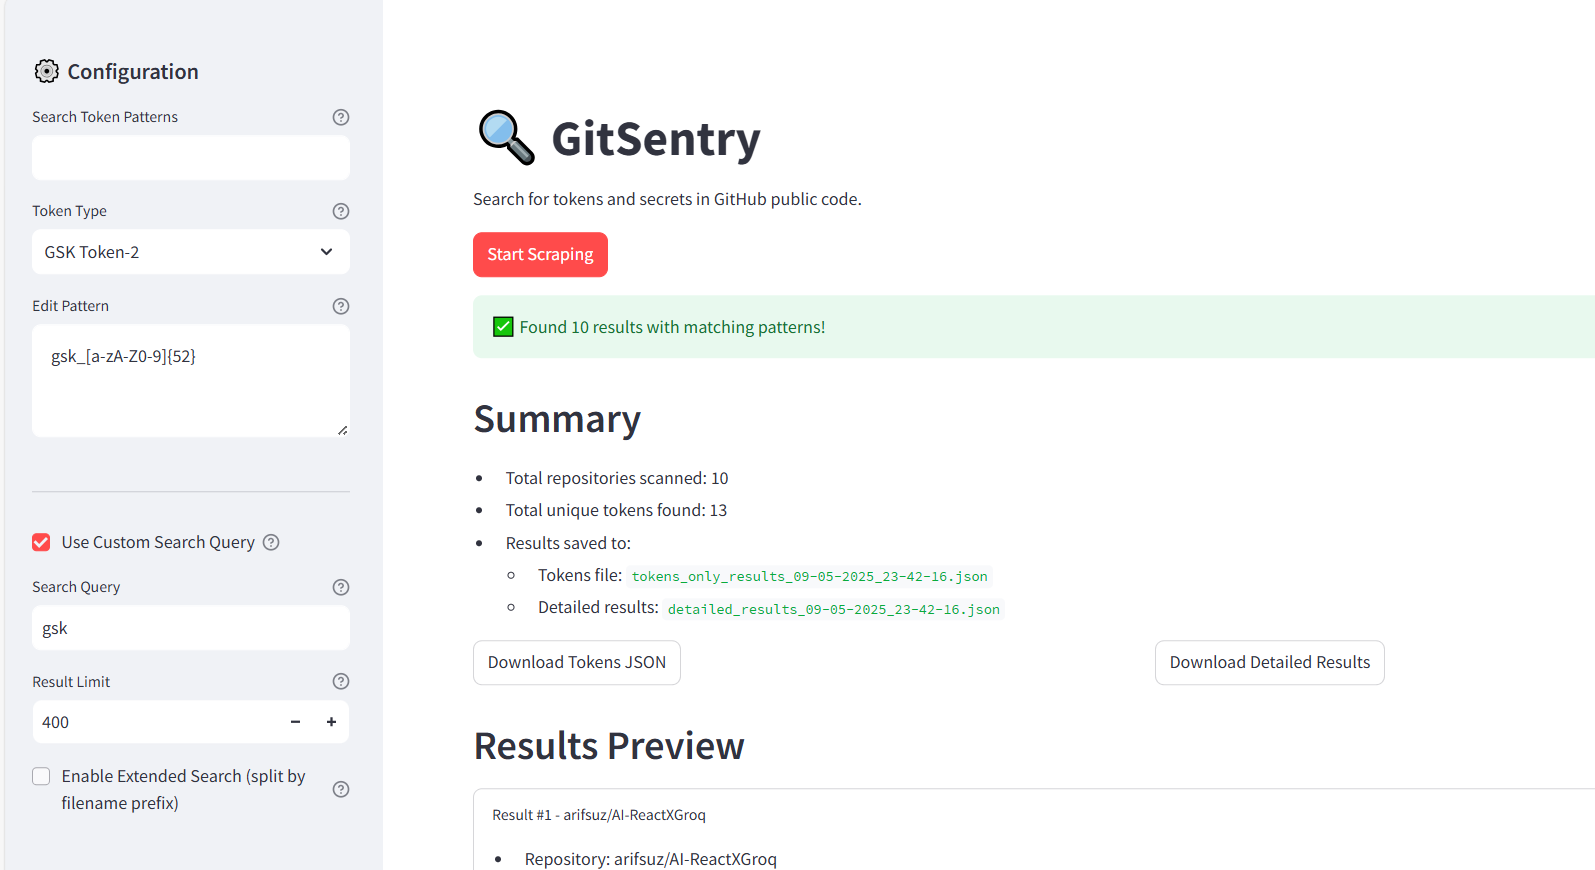 Configuration
Search Token Patterns
Token Type
GSK Token-2
Edit Pattern
gsk_[a-zA-Z0-9]{52}
Use Custom Search Query
Search Query
gsk
Result Limit
400
Enable Extended Search (split by
filename prefix)
GitSentry
Search for tokens and secrets in GitHub public code.
Start Scraping
Found 10 results with matching patterns!
Summary
Total repositories scanned: 10
Total unique tokens found: 13
Results saved to:
Tokens file: tokens_only_results_09-05-2025_23-42-16.json
Detailed results: detailed_results_09-05-2025_23-42-16.json
Download Tokens JSON
Download Detailed Results
Results Preview
Result #1 - arifsuz/AI-ReactXGroq
Repository: arifsuz/AI-ReactXGroq